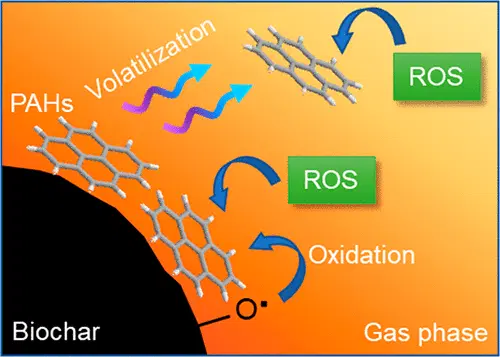 Volatilization
ROS
PAHs
ROS
Oxidation
O•
Biochar
Gas phase